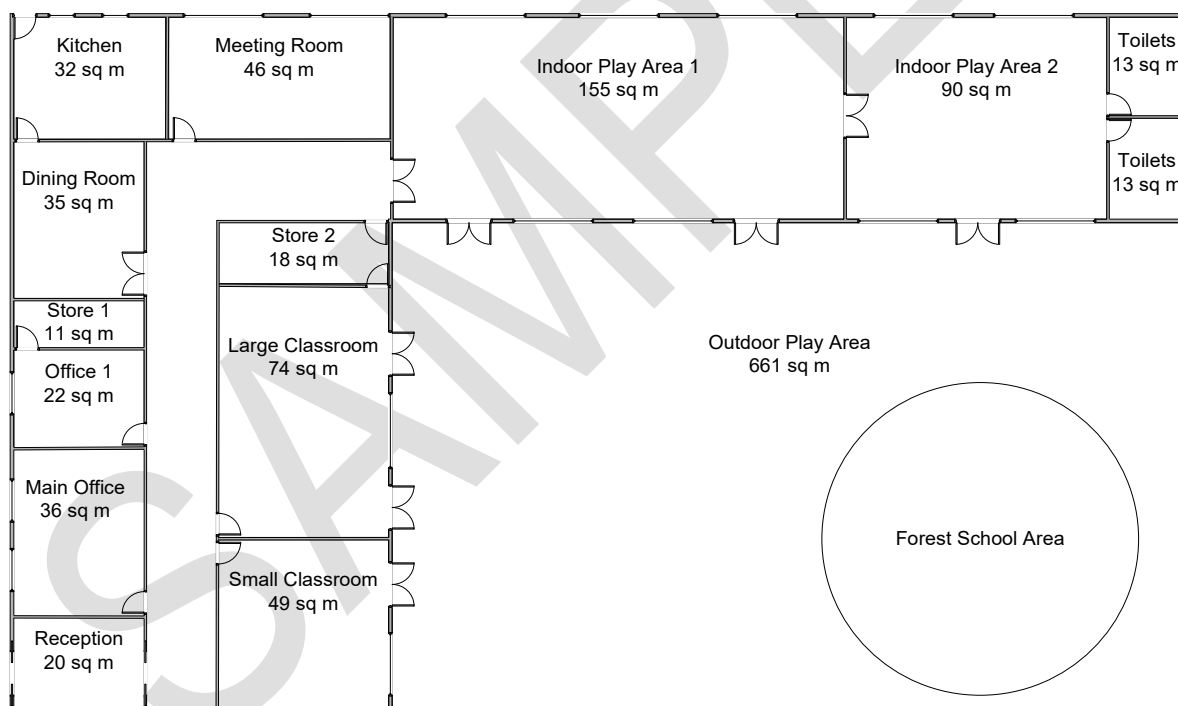 Kitchen
32 sq m
Meeting Room
46 sq m
Indoor Play Area 1
155 sq m
Indoor Play Area 2
90 sq m
Toilets
13 sq m
Toilets
13 sq m
Dining Room
35 sq m
Store 2
18 sq m
Store 1
11 sq m
Office 1
22 sq m
Large Classroom
74 sq m
Outdoor Play Area
661 sq m
Main Office
36 sq m
Forest School Area
Small Classroom
49 sq m
Reception
20 sq m
SAMPLE